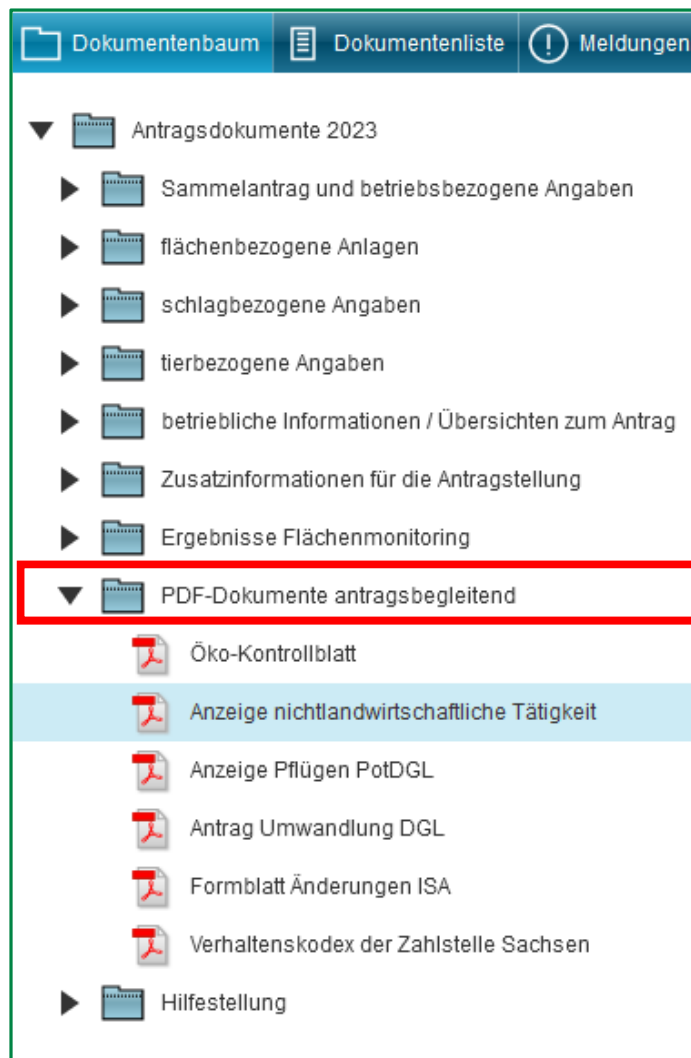 Dokumentenbaum Dokumentenliste Meldungen
Antragsdokumente 2023
Sammelantrag und betriebsbezogene Angaben
flächenbezogene Anlagen
schlagbezogene Angaben
tierbezogene Angaben
betriebliche Informationen / Übersichten zum Antrag
Zusatzinformationen für die Antragstellung
Ergebnisse Flächenmonitoring
PDF-Dokumente antragsbegleitend
Öko-Kontrollblatt
Anzeige nichtlandwirtschaftliche Tätigkeit
Anzeige Pflügen PotDGL
Antrag Umwandlung DGL
Formblatt Änderungen ISA
Verhaltenskodex der Zahlstelle Sachsen
Hilfestellung